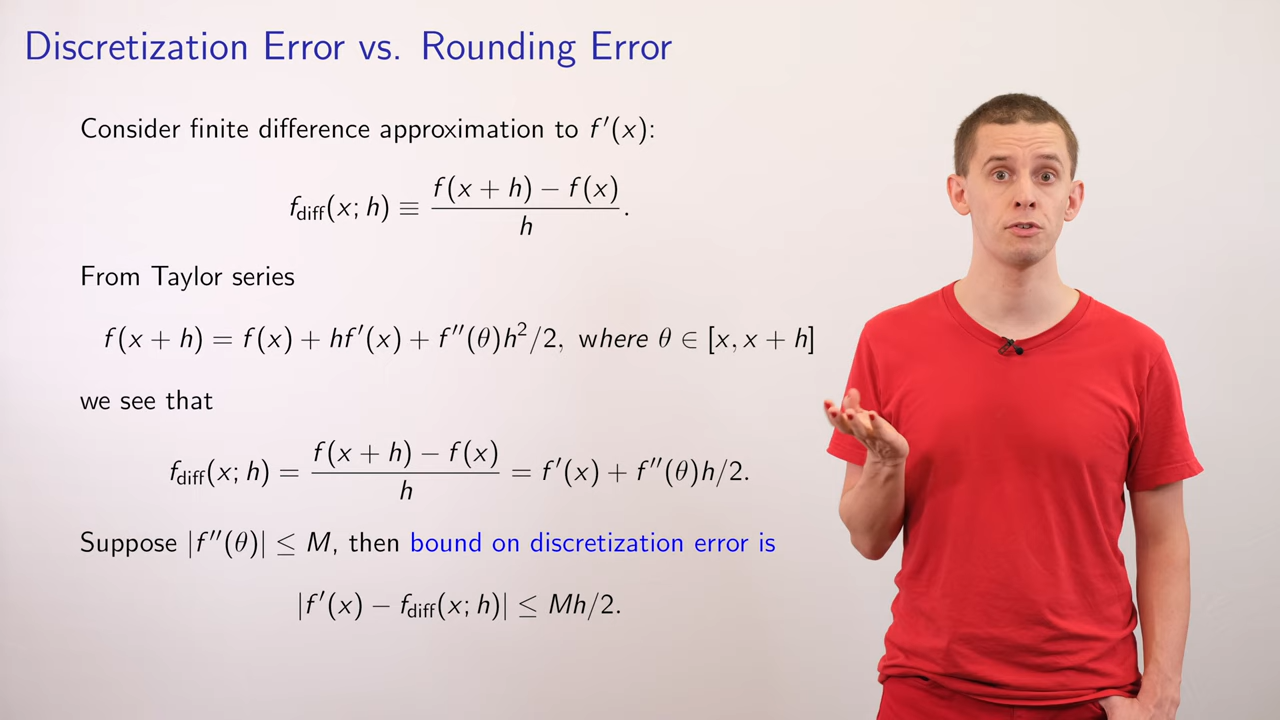 Discretization Error vs. Rounding Error
Consider finite difference approximation to f′(x):
f_diff(x; h) ≡ (f(x + h) − f(x)) / h.
From Taylor series
f(x + h) = f(x) + hf′(x) + f″(θ)h²/2, where θ ∈ [x, x + h]
we see that
f_diff(x; h) = (f(x + h) − f(x)) / h = f′(x) + f″(θ)h/2.
Suppose |f″(θ)| ≤ M, then bound on discretization error is
|f′(x) − f_diff(x; h)| ≤ Mh/2.